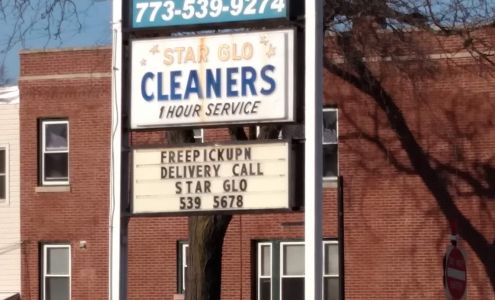 773-539-9274
STAR GLO
CLEANERS
1 HOUR SERVICE
FREEPICKUPN
DELIVERY CALL
STAR GLO
539 5678